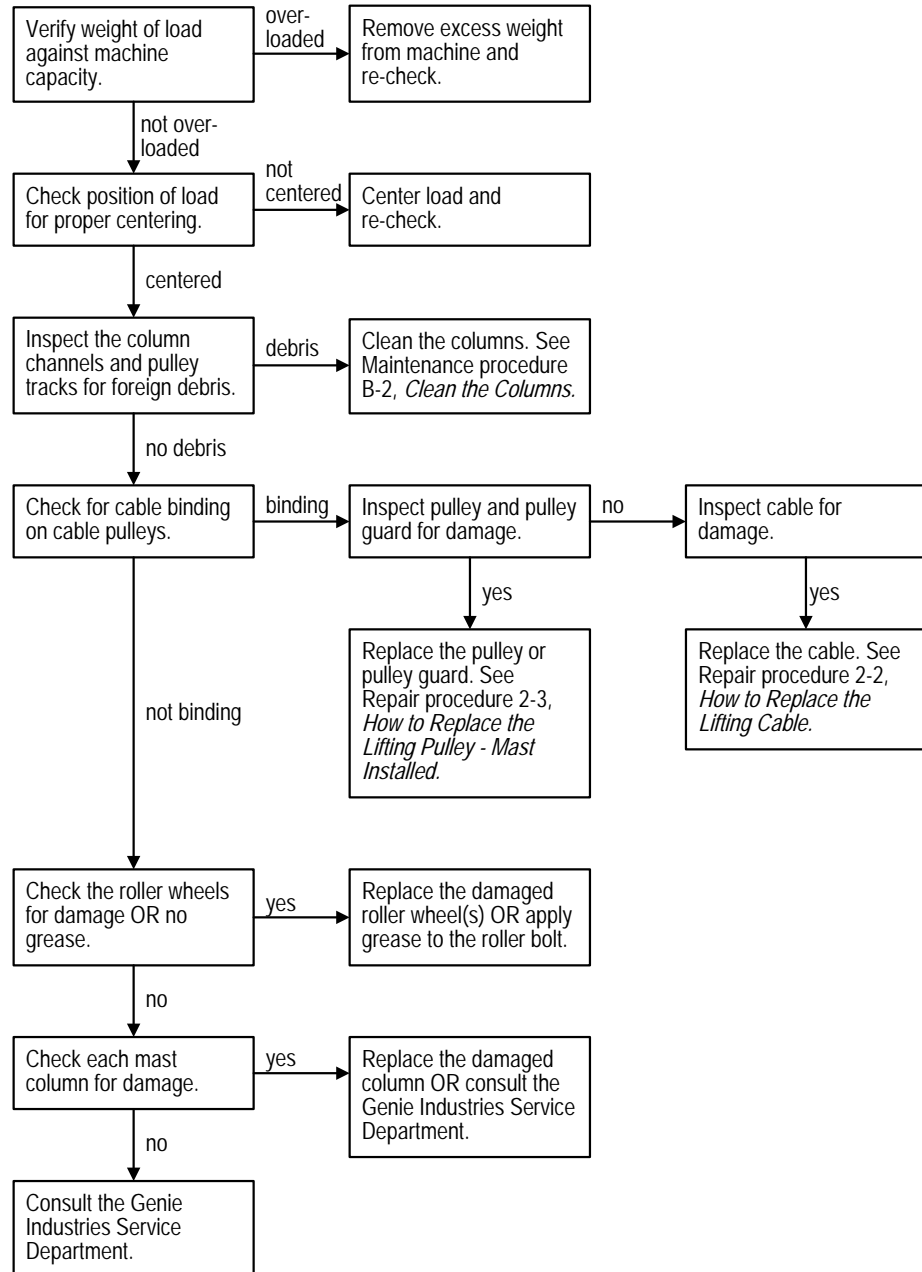 Verify weight of load
against machine
capacity.
over-
loaded
Remove excess weight
from machine and
re-check.
not over-
loaded
Check position of load
for proper centering.
not
centered
Center load and
re-check.
centered
Inspect the column
channels and pulley
tracks for foreign debris.
debris
Clean the columns. See
Maintenance procedure
B-2, Clean the Columns.
no debris
Check for cable binding
on cable pulleys.
binding
Inspect pulley and pulley
guard for damage.
no
Inspect cable for
damage.
yes
Replace the pulley or
pulley guard. See
Repair procedure 2-3,
How to Replace the
Lifting Pulley - Mast
Installed.
yes
Replace the cable. See
Repair procedure 2-2,
How to Replace the
Lifting Cable.
not binding
Check the roller wheels
for damage OR no
grease.
yes
Replace the damaged
roller wheel(s) OR apply
grease to the roller bolt.
no
Check each mast
column for damage.
yes
Replace the damaged
column OR consult the
Genie Industries Service
Department.
no
Consult the Genie
Industries Service
Department.